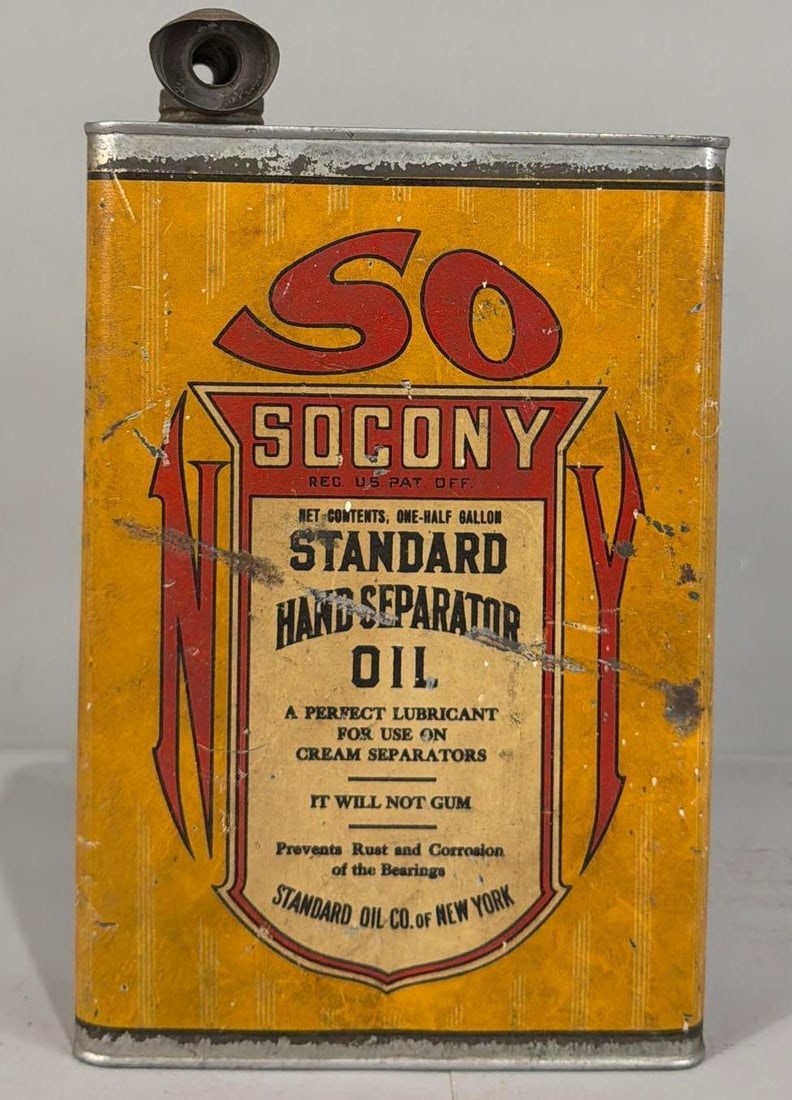 SO
N
Y
SOCONY
REG. U.S. PAT. OFF.
NET CONTENTS, ONE-HALF GALLON
STANDARD
HAND SEPARATOR
OIL
A PERFECT LUBRICANT
FOR USE ON
CREAM SEPARATORS
IT WILL NOT GUM
Prevents Rust and Corrosion
of the Bearings
STANDARD OIL CO. OF NEW YORK